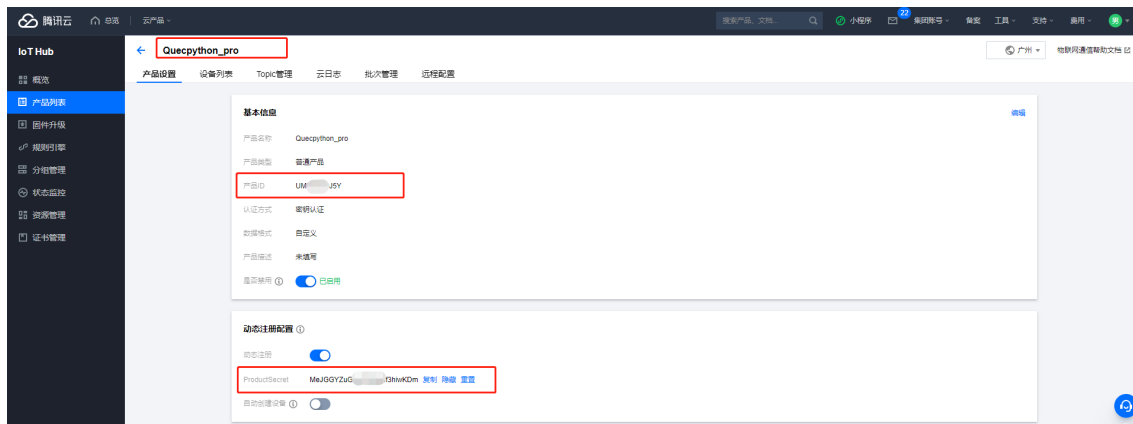 腾讯云 总览 云产品 搜索产品、文档... 小程序 22 集团账号 备案 工具 支持 费用
IoT Hub
Quecpython_pro 广州 物联网通信帮助文档
产品设置 设备列表 Topic管理 云日志 批次管理 远程配置
概览
产品列表
固件升级
规则引擎
分组管理
状态监控
资源管理
证书管理
基本信息 编辑
产品名称 Quecpython_pro
产品类型 普通产品
产品ID UM J5Y
认证方式 密钥认证
数据格式 自定义
产品描述 未填写
是否禁用 已启用
动态注册配置
动态注册
ProductSecret MeJGGYZuG f3hiwKDm 复制 隐藏 重置
自动创建设备